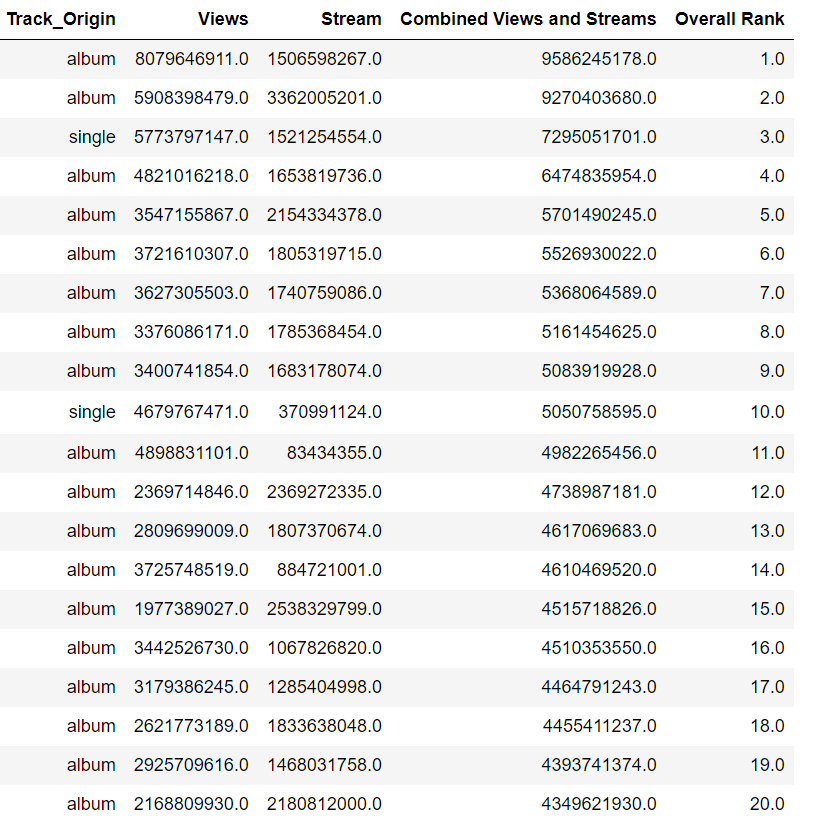 Track_Origin Views Stream Combined Views and Streams Overall Rank
album 8079646911.0 1506598267.0 9586245178.0 1.0
album 5908398479.0 3362005201.0 9270403680.0 2.0
single 5773797147.0 1521254554.0 7295051701.0 3.0
album 4821016218.0 1653819736.0 6474835954.0 4.0
album 3547155867.0 2154334378.0 5701490245.0 5.0
album 3721610307.0 1805319715.0 5526930022.0 6.0
album 3627305503.0 1740759086.0 5368064589.0 7.0
album 3376086171.0 1785368454.0 5161454625.0 8.0
album 3400741854.0 1683178074.0 5083919928.0 9.0
single 4679767471.0 370991124.0 5050758595.0 10.0
album 4898831101.0 83434355.0 4982265456.0 11.0
album 2369714846.0 2369272335.0 4738987181.0 12.0
album 2809699009.0 1807370674.0 4617069683.0 13.0
album 3725748519.0 884721001.0 4610469520.0 14.0
album 1977389027.0 2538329799.0 4515718826.0 15.0
album 3442526730.0 1067826820.0 4510353550.0 16.0
album 3179386245.0 1285404998.0 4464791243.0 17.0
album 2621773189.0 1833638048.0 4455411237.0 18.0
album 2925709616.0 1468031758.0 4393741374.0 19.0
album 2168809930.0 2180812000.0 4349621930.0 20.0